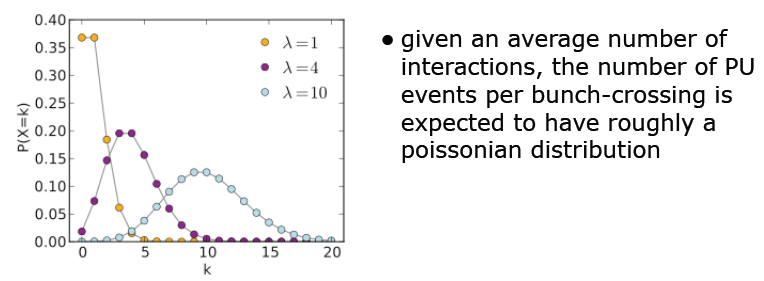 0.40
0.35
0.30
0.25
0.20
0.15
0.10
0.05
0.00
P(X=k)
0 5 10 15 20
k
λ=1
λ=4
λ=10
• given an average number of
interactions, the number of PU
events per bunch-crossing is
expected to have roughly a
poissonian distribution